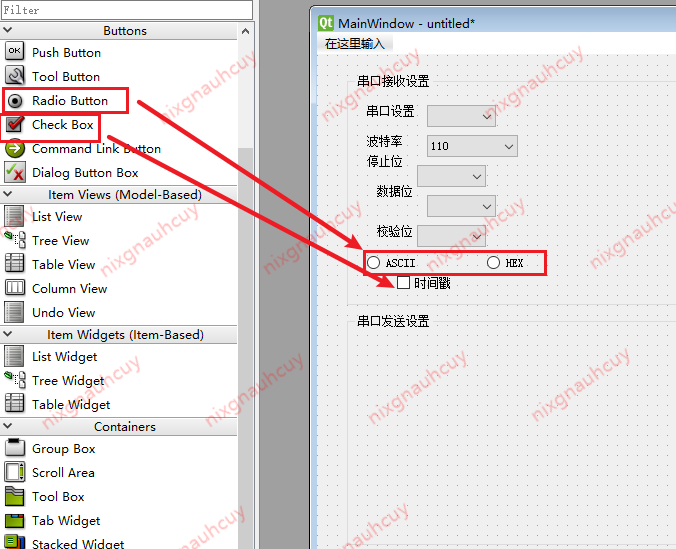 Filter
Buttons
Push Button
Tool Button
Radio Button
Check Box
Command Link Button
Dialog Button Box
Item Views (Model-Based)
List View
Tree View
Table View
Column View
Undo View
Item Widgets (Item-Based)
List Widget
Tree Widget
Table Widget
Containers
Group Box
Scroll Area
Tool Box
Tab Widget
Stacked Widget
MainWindow - untitled*
在这里输入
串口接收设置
串口设置
波特率 110
停止位
数据位
校验位
ASCII HEX
时间戳
串口发送设置
nixgnauhcuy
nixgnauhcuy
nixgnauhcuy
nixgnauhcuy
nixgnauhcuy
nixgnauhcuy
nixgnauhcuy
nixgnauhcuy
nixgnauhcuy
nixgnauhcuy